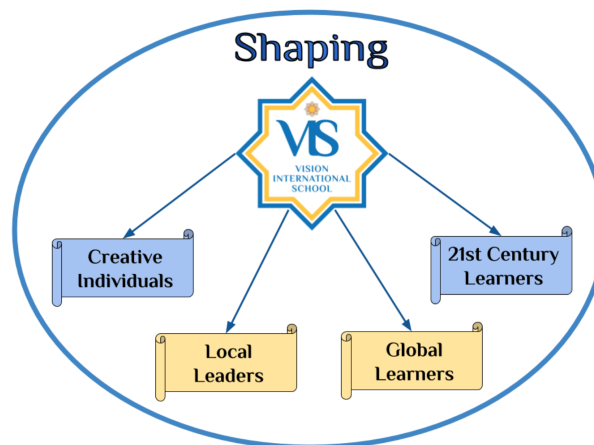 Shaping
VIS
VISION
INTERNATIONAL
SCHOOL
Creative
Individuals
21st Century
Learners
Local
Leaders
Global
Learners